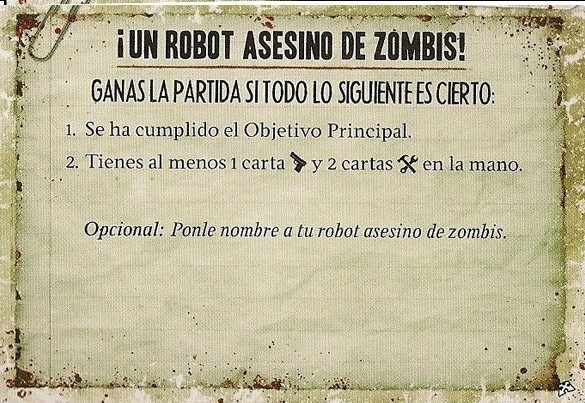 ¡UN ROBOT ASESINO DE ZOMBIS!
GANAS LA PARTIDA SI TODO LO SIGUIENTE ES CIERTO:
1. Se ha cumplido el Objetivo Principal.
2. Tienes al menos 1 carta y 2 cartas en la mano.
Opcional: Ponle nombre a tu robot asesino de zombis.